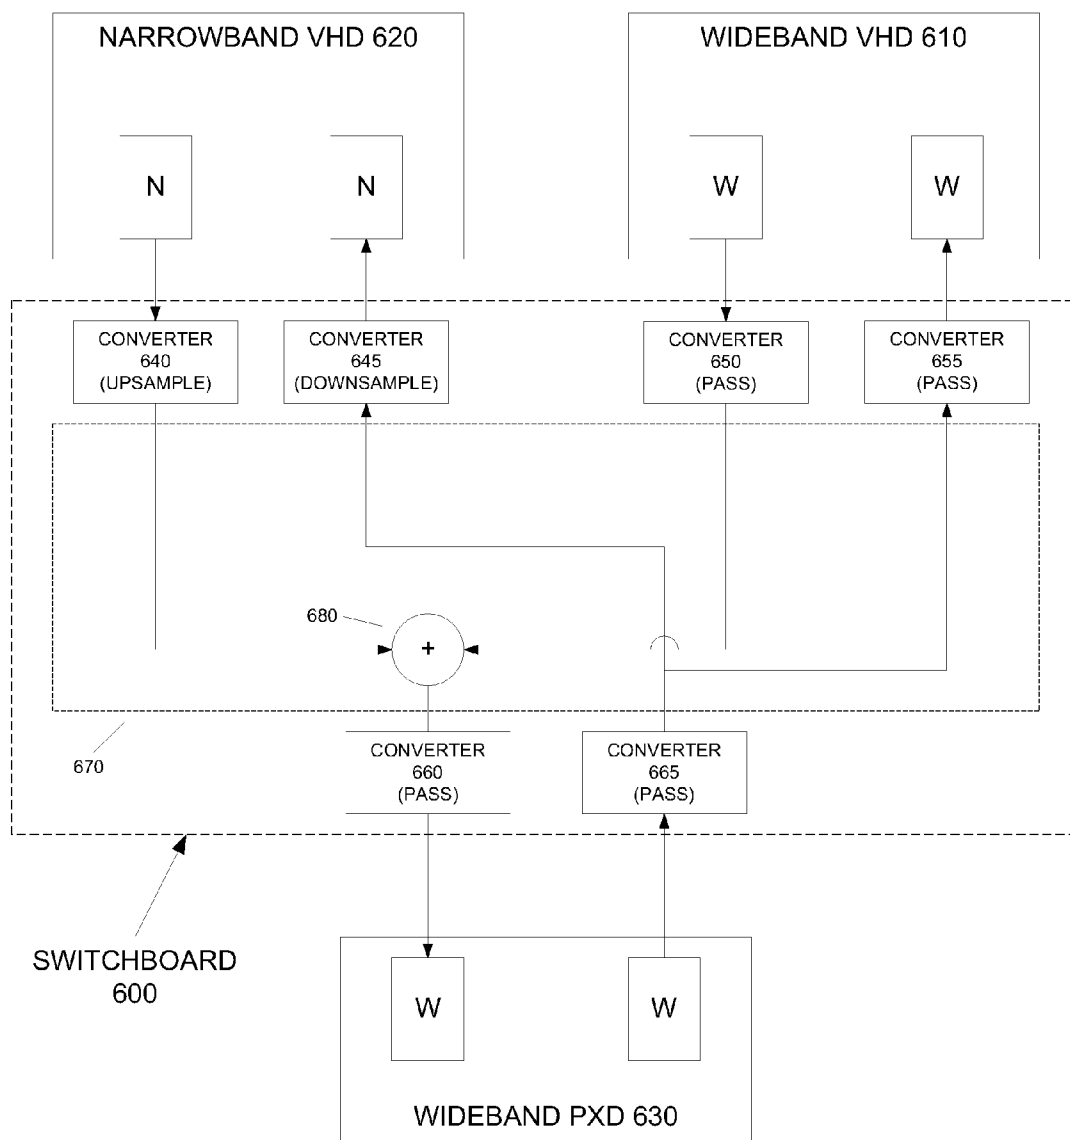 NARROWBAND VHD 620
WIDEBAND VHD 610
N
N
W
W
CONVERTER
640
(UPSAMPLE)
CONVERTER
645
(DOWNSAMPLE)
CONVERTER
650
(PASS)
CONVERTER
655
(PASS)
680
+
670
CONVERTER
660
(PASS)
CONVERTER
665
(PASS)
SWITCHBOARD
600
W
W
WIDEBAND PXD 630